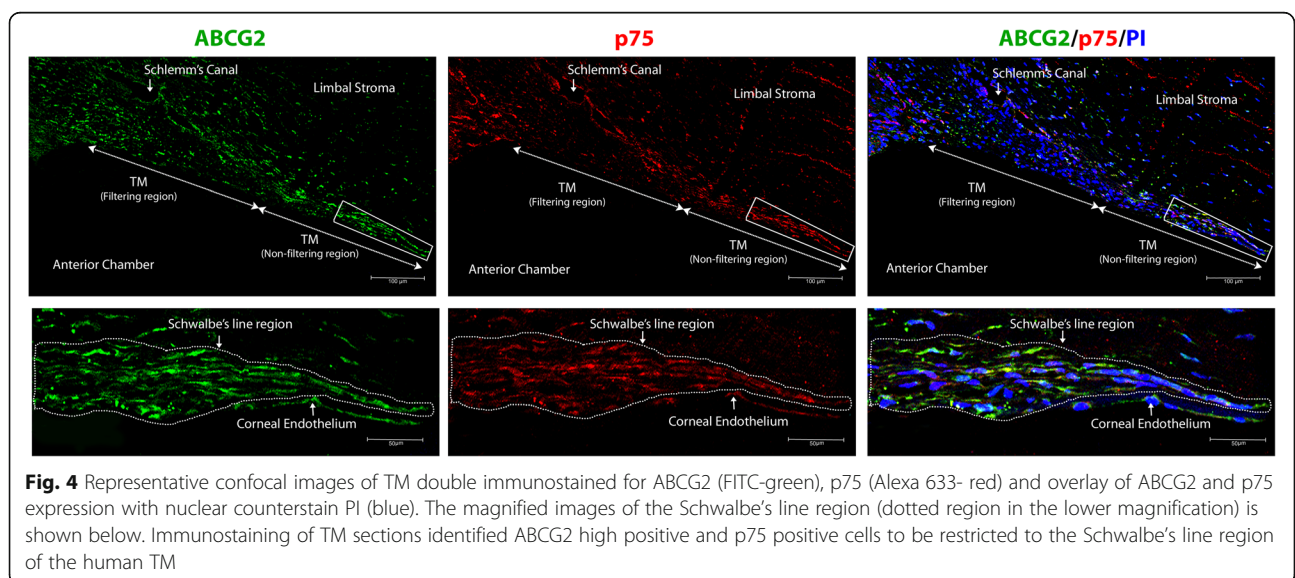 ABCG2
p75
ABCG2/p75/PI
Schlemm's Canal
Limbal Stroma
TM
(Filtering region)
TM
(Non-filtering region)
Anterior Chamber
100 µm
Schlemm's Canal
Limbal Stroma
TM
(Filtering region)
TM
(Non-filtering region)
Anterior Chamber
100 µm
Schlemm's Canal
Limbal Stroma
TM
(Filtering region)
TM
(Non-filtering region)
Anterior Chamber
100 µm
Schwalbe's line region
Corneal Endothelium
50µm
Schwalbe's line region
Corneal Endothelium
50µm
Schwalbe's line region
Corneal Endothelium
50µm
Fig. 4 Representative confocal images of TM double immunostained for ABCG2 (FITC-green), p75 (Alexa 633- red) and overlay of ABCG2 and p75
expression with nuclear counterstain PI (blue). The magnified images of the Schwalbe's line region (dotted region in the lower magnification) is
shown below. Immunostaining of TM sections identified ABCG2 high positive and p75 positive cells to be restricted to the Schwalbe's line region
of the human TM